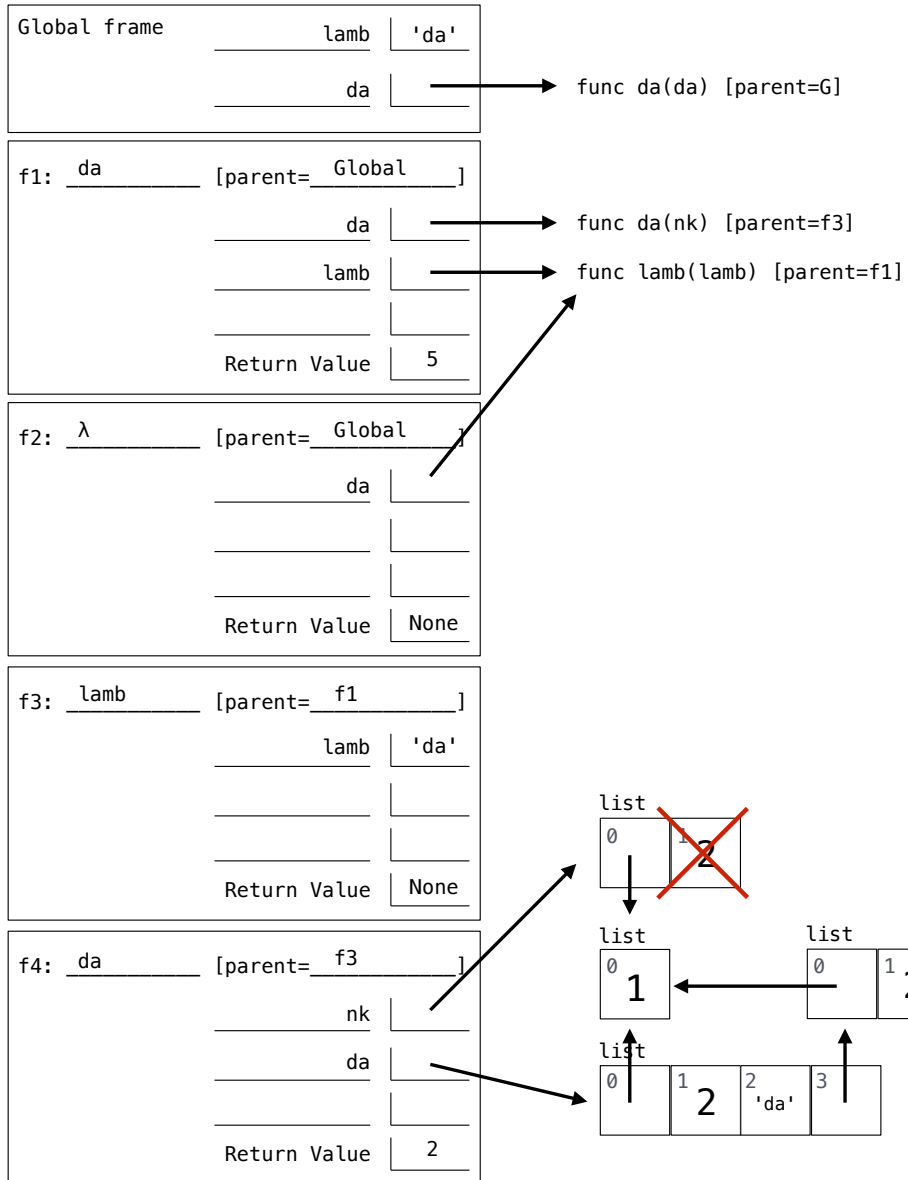 Global frame
lamb 'da'
da
func da(da) [parent=G]
f1: da [parent=Global]
da
func da(nk) [parent=f3]
lamb
func lamb(lamb) [parent=f1]
Return Value 5
f2: λ [parent=Global]
da
Return Value None
f3: lamb [parent=f1]
lamb 'da'
Return Value None
list
0 1 2
f4: da [parent=f3]
list
0 1
list
0 1
nk
da
list
0 1 2 2 'da' 3
Return Value 2